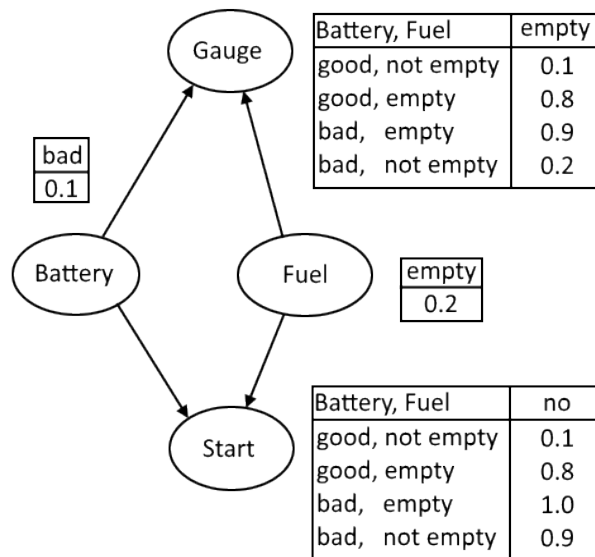 Gauge
Battery, Fuel empty
good, not empty 0.1
good, empty 0.8
bad, empty 0.9
bad, not empty 0.2
bad
0.1
Battery
Fuel
empty
0.2
Start
Battery, Fuel no
good, not empty 0.1
good, empty 0.8
bad, empty 1.0
bad, not empty 0.9